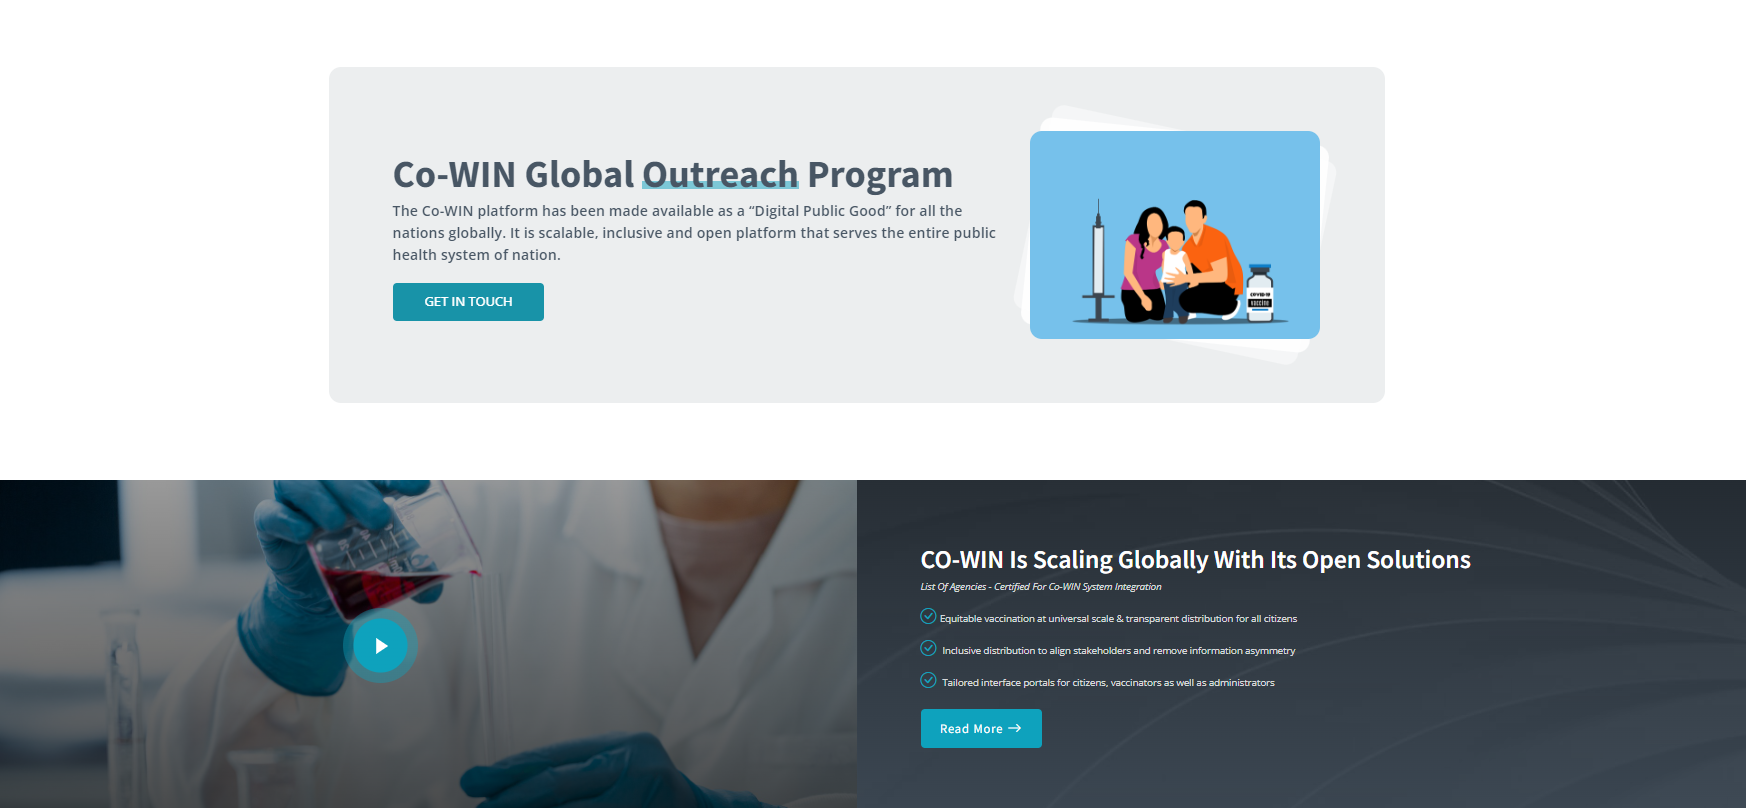 Co-WIN Global Outreach Program
The Co-WIN platform has been made available as a “Digital Public Good” for all the
nations globally. It is scalable, inclusive and open platform that serves the entire public
health system of nation.
GET IN TOUCH
COVID-19
vaccine
CO-WIN Is Scaling Globally With Its Open Solutions
List Of Agencies - Certified For Co-WIN System Integration
Equitable vaccination at universal scale & transparent distribution for all citizens
Inclusive distribution to align stakeholders and remove information asymmetry
Tailored interface portals for citizens, vaccinators as well as administrators
Read More →